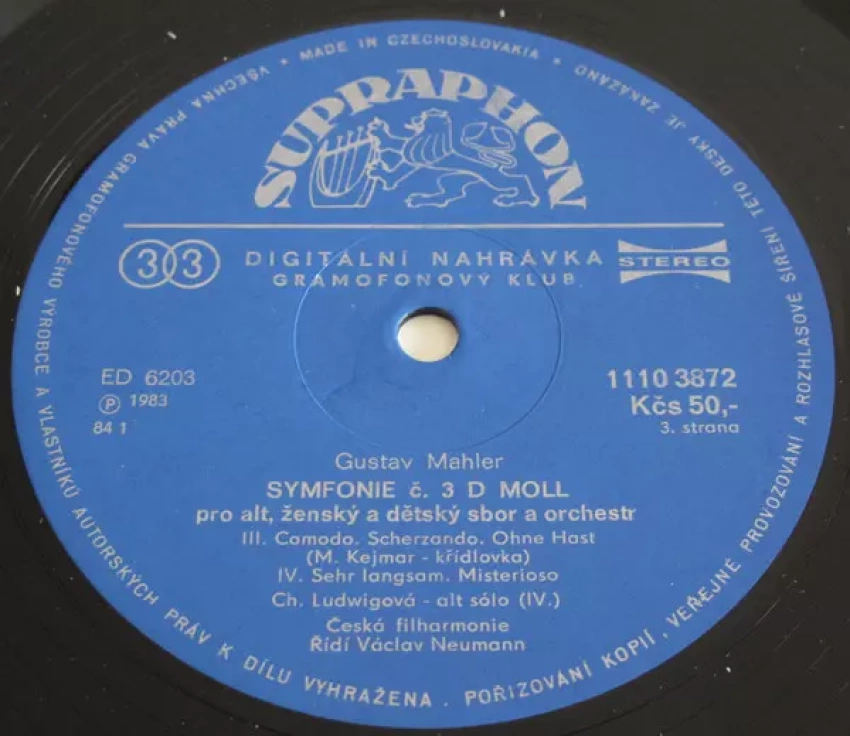 VŠECHNA PRÁVA GRAMOFONOVÉHO VÝROBCE A VLASTNÍKŮ AUTORSKÝCH PRÁV K DÍLU VYHRAŽENA . POŘIZOVÁNÍ KOPIÍ , VEŘEJNÉ PROVOZOVÁNÍ A ROZHLASOVÉ ŠÍŘENÍ TÉTO DESKY JE ZAKÁZÁNO
* MADE IN CZECHOSLOVAKIA *
SUPRAPHON
33
DIGITÁLNÍ NAHRÁVKA
GRAMOFONOVÝ KLUB
STEREO
ED 6203
Ⓟ 1983
84 1
1110 3872
Kčs 50,-
3. strana
Gustav Mahler
SYMFONIE č. 3 D MOLL
pro alt, ženský a dětský sbor a orchestr
III. Comodo. Scherzando. Ohne Hast
(M. Kejmar - křídlovka)
IV. Sehr langsam. Misterioso
Ch. Ludwigová - alt sólo (IV.)
Česká filharmonie
Řídí Václav Neumann